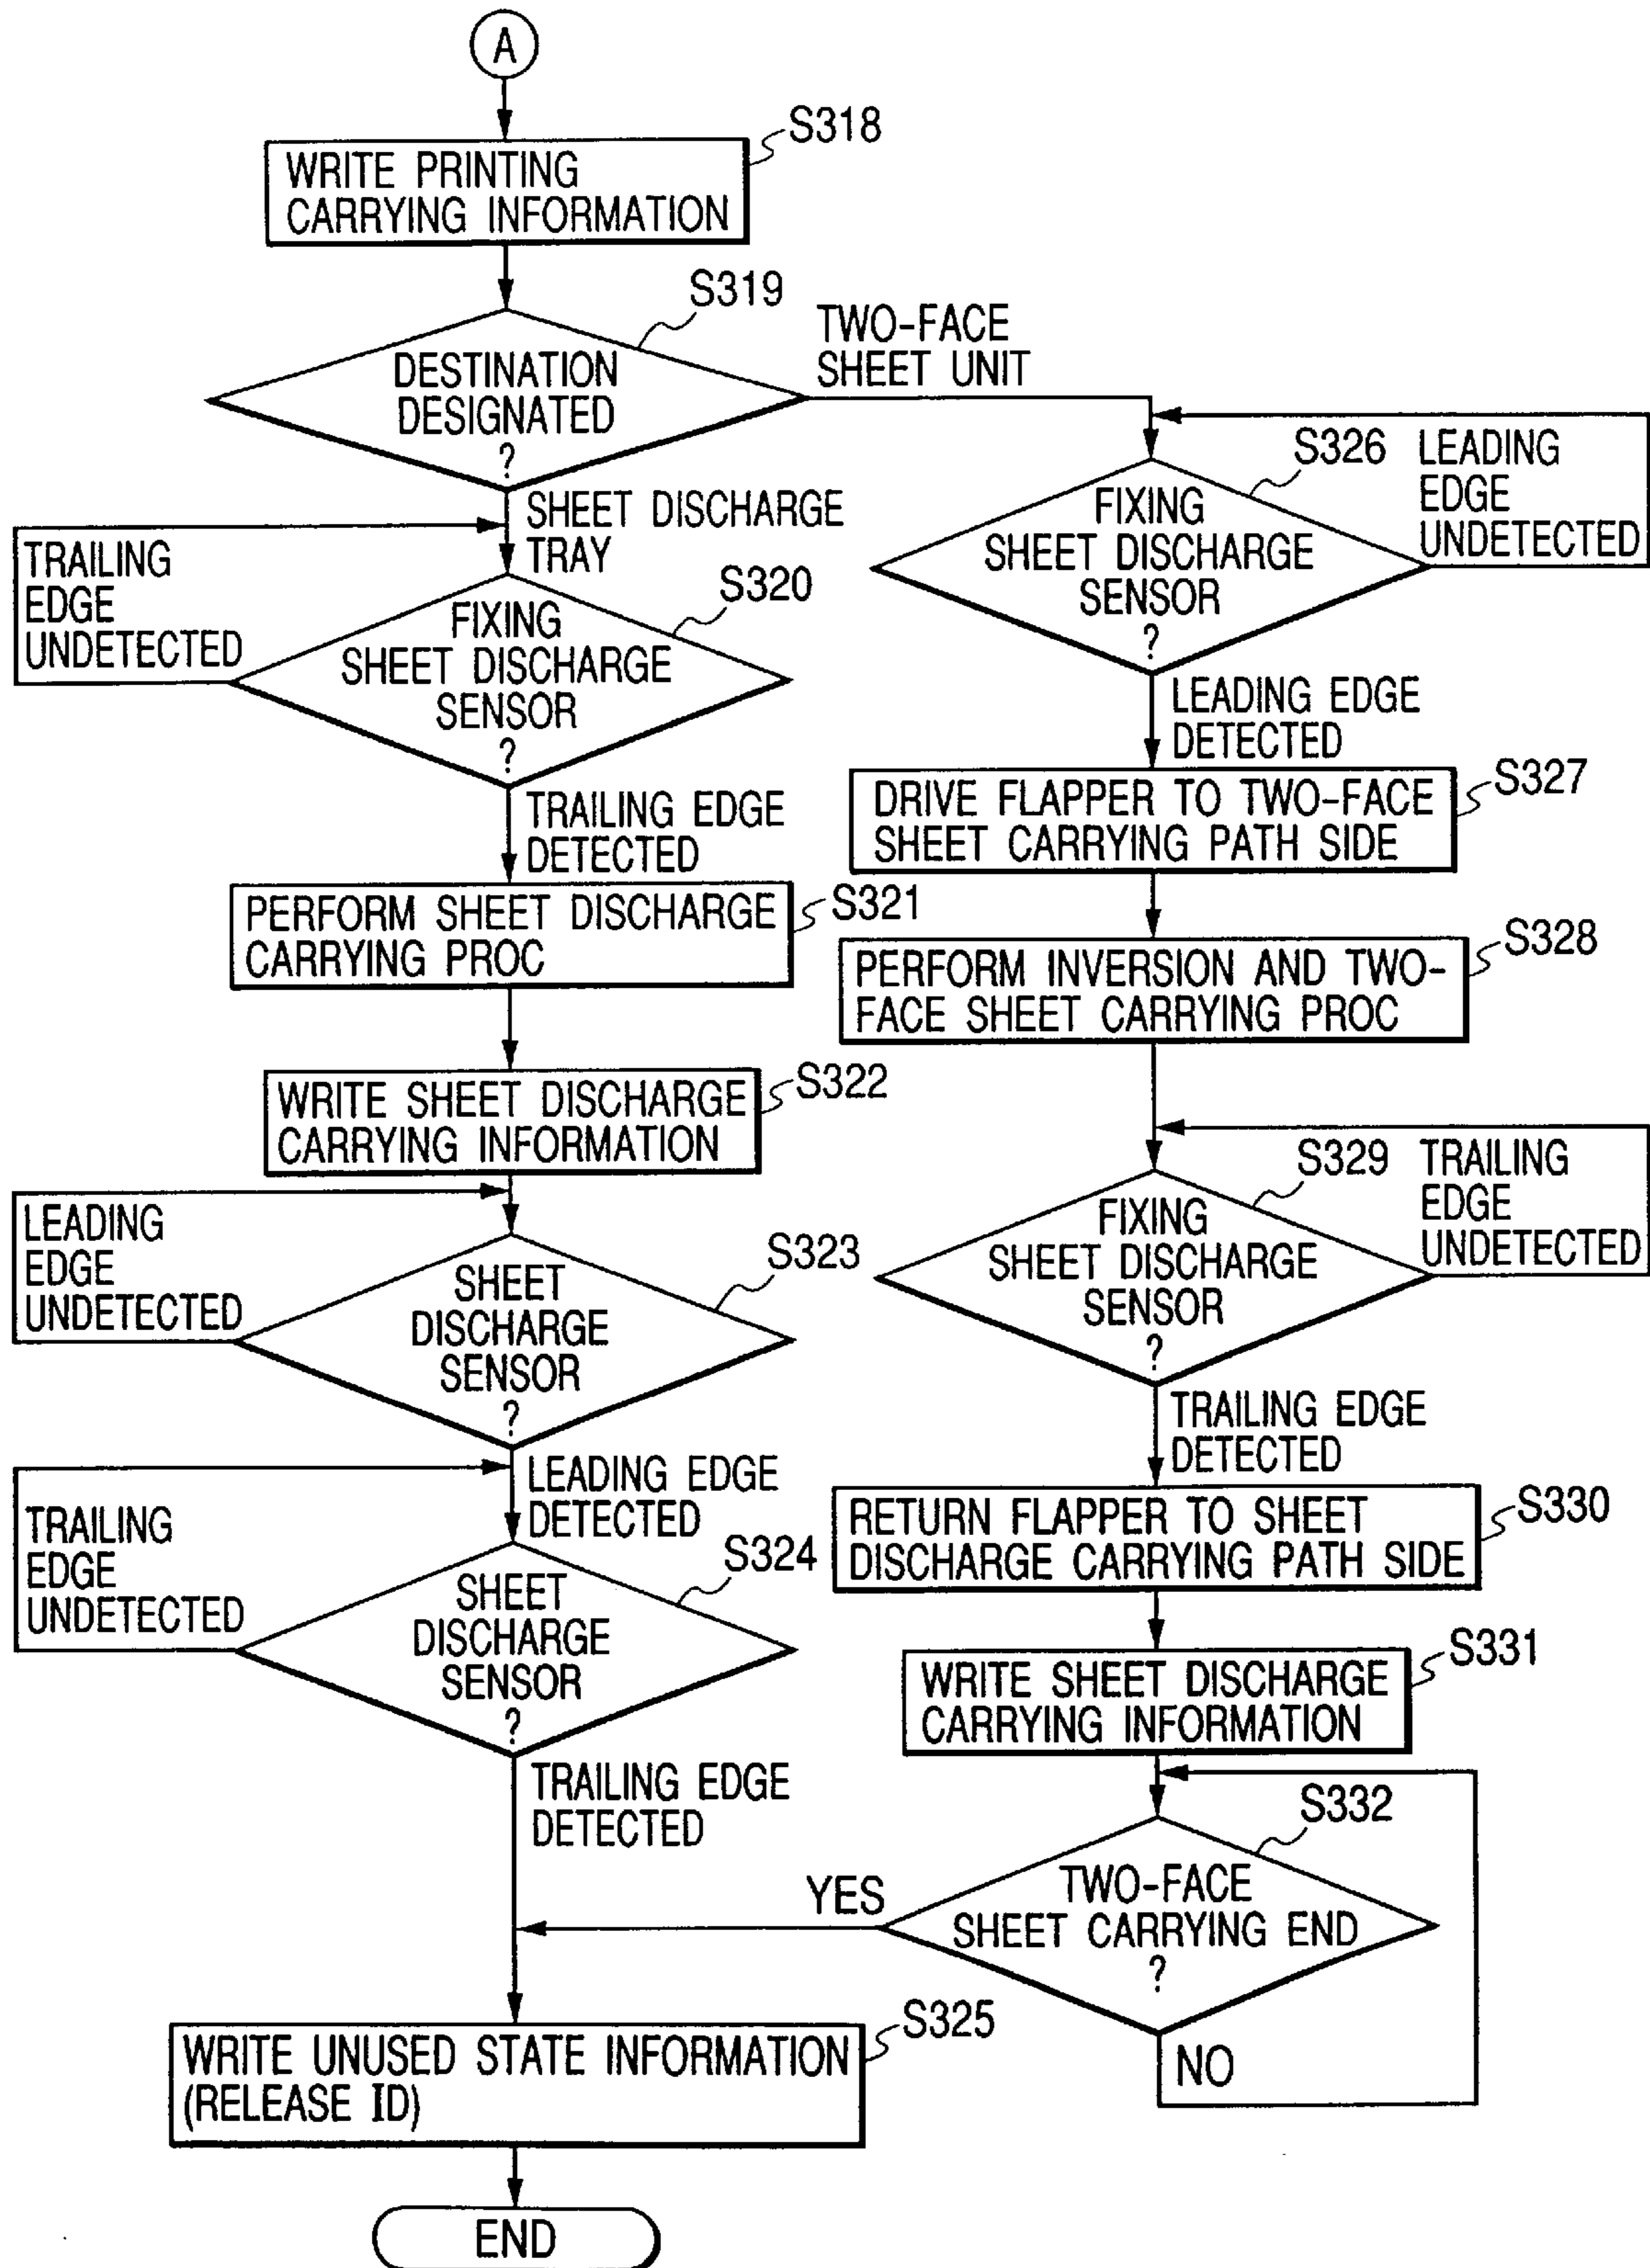 A
S318
WRITE PRINTING
CARRYING INFORMATION
S319
DESTINATION
DESIGNATED
?
TWO-FACE
SHEET UNIT
SHEET DISCHARGE
TRAY
TRAILING
EDGE
UNDETECTED
S320
FIXING
SHEET DISCHARGE
SENSOR
?
TRAILING EDGE
DETECTED
S321
PERFORM SHEET DISCHARGE
CARRYING PROC
S322
WRITE SHEET DISCHARGE
CARRYING INFORMATION
LEADING
EDGE
UNDETECTED
S323
SHEET
DISCHARGE
SENSOR
?
LEADING EDGE
DETECTED
TRAILING
EDGE
UNDETECTED
S324
SHEET
DISCHARGE
SENSOR
?
TRAILING EDGE
DETECTED
S325
WRITE UNUSED STATE INFORMATION
(RELEASE ID)
END
S326
LEADING
EDGE
UNDETECTED
FIXING
SHEET DISCHARGE
SENSOR
?
LEADING EDGE
DETECTED
S327
DRIVE FLAPPER TO TWO-FACE
SHEET CARRYING PATH SIDE
S328
PERFORM INVERSION AND TWO-
FACE SHEET CARRYING PROC
S329
TRAILING
EDGE
UNDETECTED
FIXING
SHEET DISCHARGE
SENSOR
?
TRAILING EDGE
DETECTED
S330
RETURN FLAPPER TO SHEET
DISCHARGE CARRYING PATH SIDE
S331
WRITE SHEET DISCHARGE
CARRYING INFORMATION
S332
TWO-FACE
SHEET CARRYING END
?
YES
NO